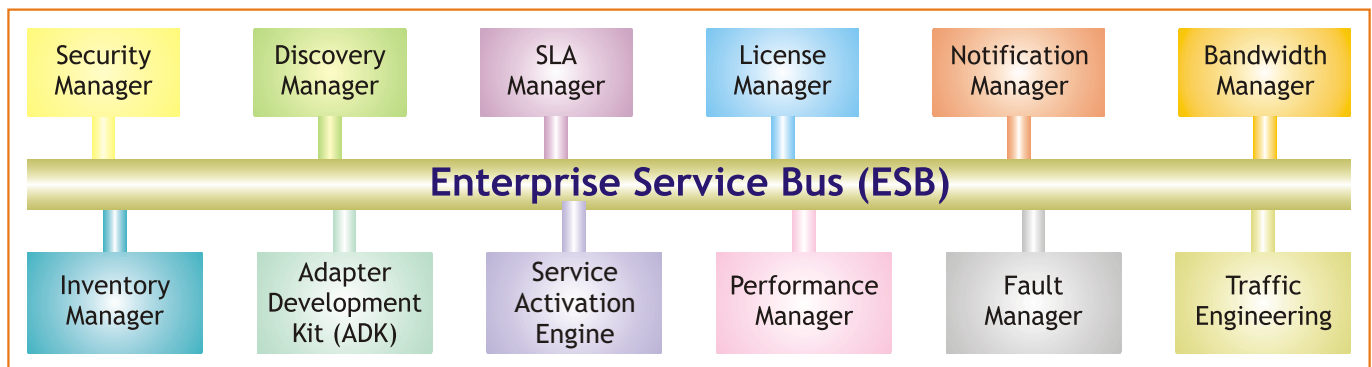 Security
Manager
Discovery
Manager
SLA
Manager
License
Manager
Notification
Manager
Bandwidth
Manager
Enterprise Service Bus (ESB)
Inventory
Manager
Adapter
Development
Kit (ADK)
Service
Activation
Engine
Performance
Manager
Fault
Manager
Traffic
Engineering